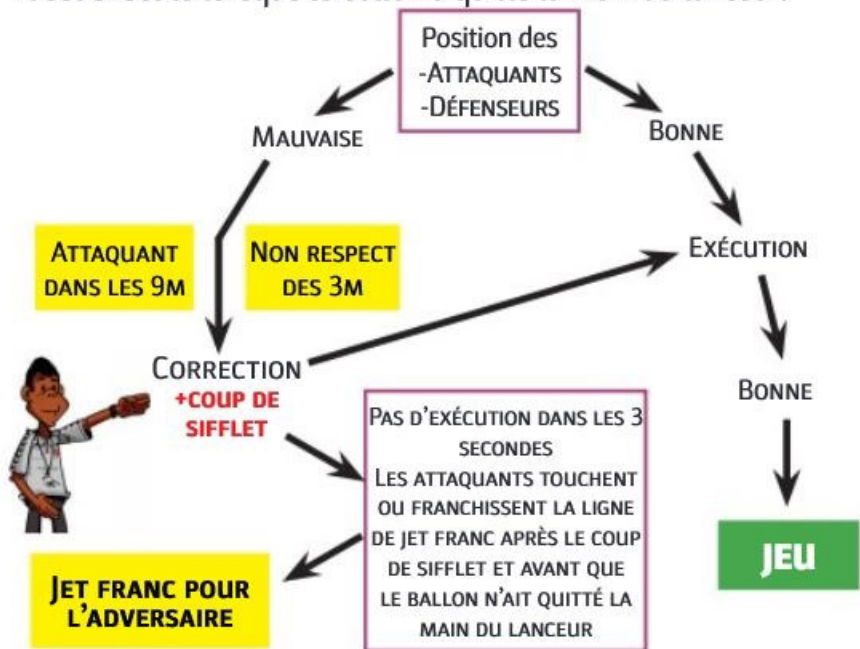 Position des
-ATTAQUANTS
-DÉFENSEURS
MAUVAISE
BONNE
ATTAQUANT
DANS LES 9M
NON RESPECT
DES 3M
EXÉCUTION
CORRECTION
+COUP DE
SIFFLET
BONNE
PAS D'EXÉCUTION DANS LES 3
SECONDES
LES ATTAQUANTS TOUCHENT
OU FRANCHISSENT LA LIGNE
DE JET FRANC APRÈS LE COUP
DE SIFFLET ET AVANT QUE
LE BALLON N'AIT QUITTÉ LA
MAIN DU LANCEUR
JEU
JET FRANC POUR
L'ADVERSAIRE